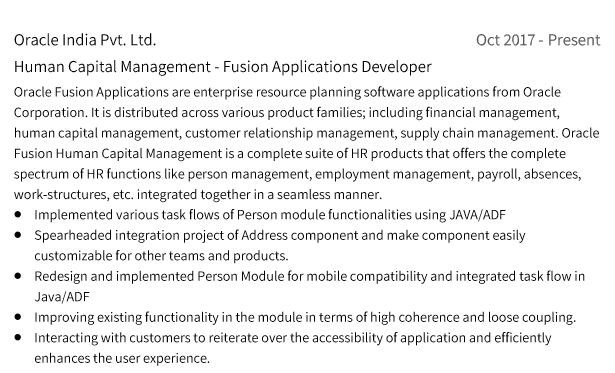 Oracle India Pvt. Ltd. Oct 2017 - Present
Human Capital Management - Fusion Applications Developer
Oracle Fusion Applications are enterprise resource planning software applications from Oracle
Corporation. It is distributed across various product families; including financial management,
human capital management, customer relationship management, supply chain management. Oracle
Fusion Human Capital Management is a complete suite of HR products that offers the complete
spectrum of HR functions like person management, employment management, payroll, absences,
work-structures, etc. integrated together in a seamless manner.
● Implemented various task flows of Person module functionalities using JAVA/ADF
● Spearheaded integration project of Address component and make component easily
customizable for other teams and products.
● Redesign and implemented Person Module for mobile compatibility and integrated task flow in
Java/ADF
● Improving existing functionality in the module in terms of high coherence and loose coupling.
● Interacting with customers to reiterate over the accessibility of application and efficiently
enhances the user experience.